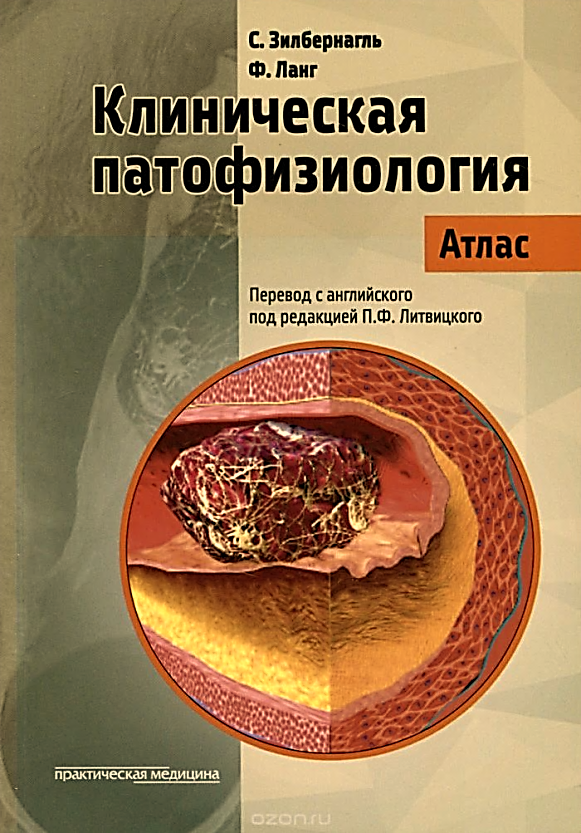 С. Зилбернагль
Ф. Ланг
Клиническая
патофизиология
Атлас
Перевод с английского
под редакцией П.Ф. Литвицкого
практическая медицина
ozon.ru